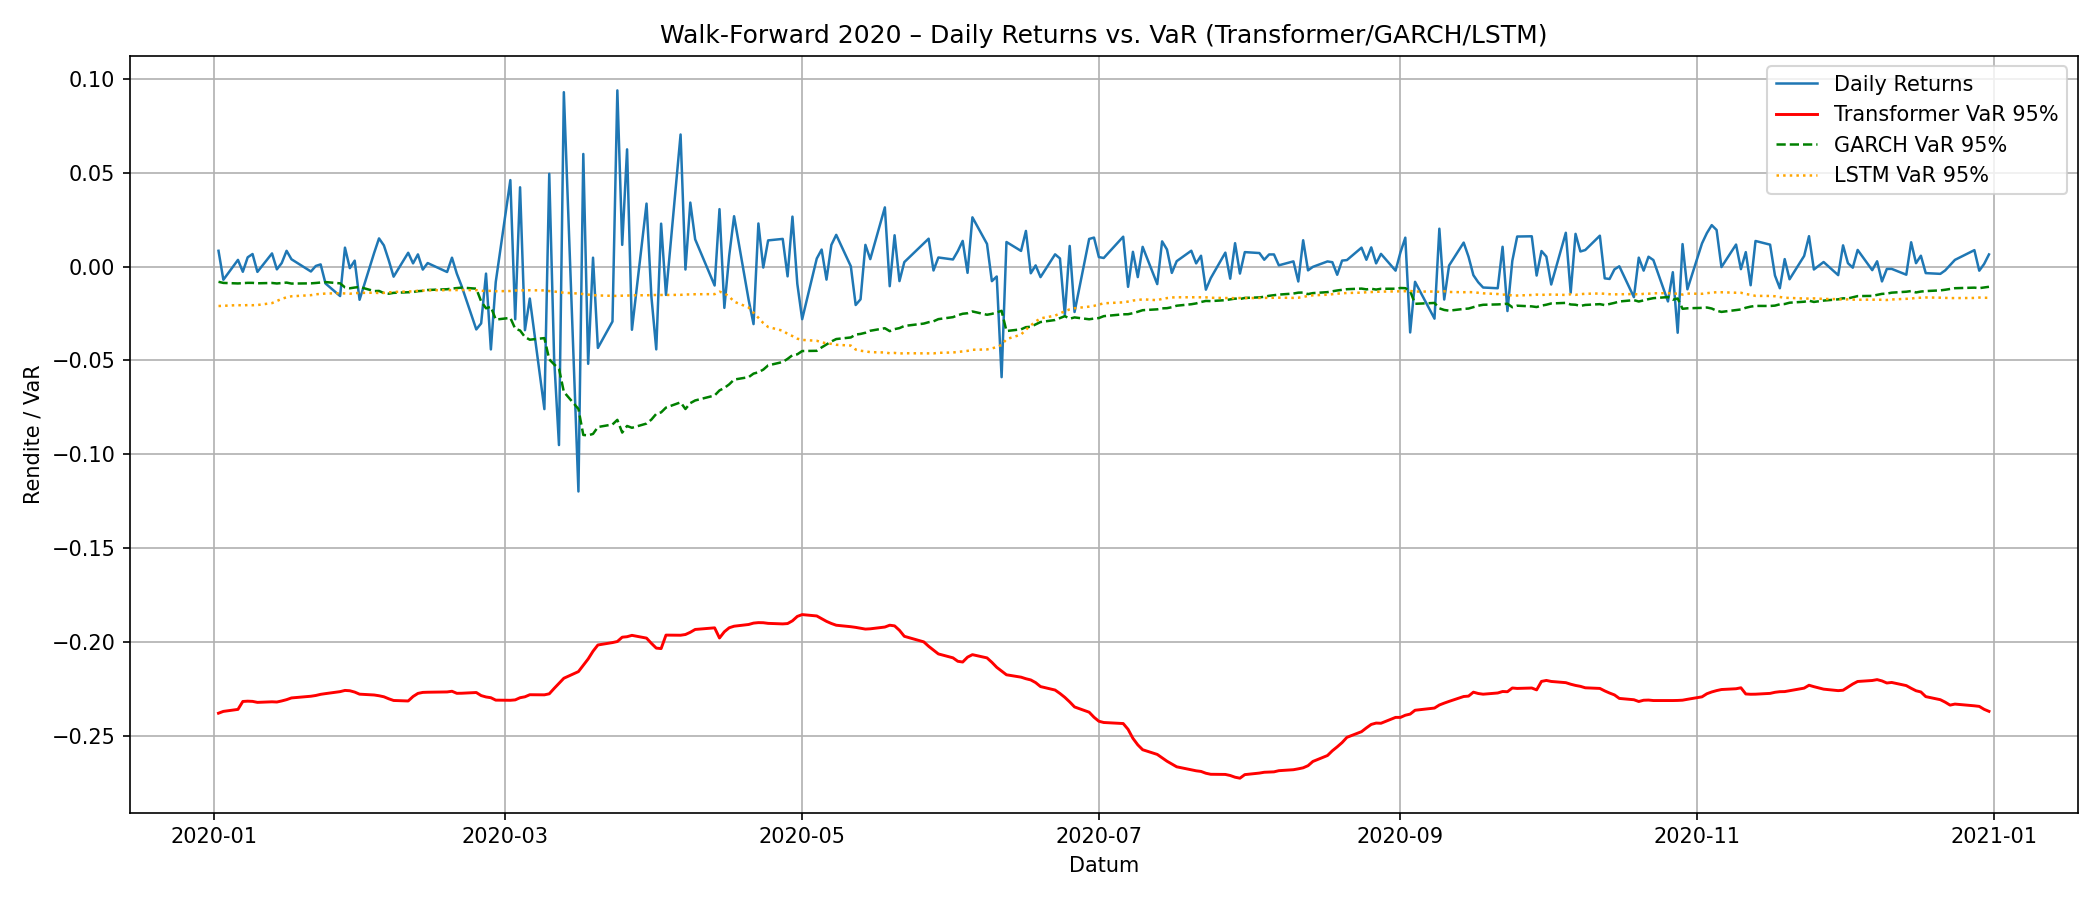 Walk-Forward 2020 – Daily Returns vs. VaR (Transformer/GARCH/LSTM)
Daily Returns
Transformer VaR 95%
GARCH VaR 95%
LSTM VaR 95%
Rendite / VaR
0.10
0.05
0.00
−0.05
−0.10
−0.15
−0.20
−0.25
2020-01
2020-03
2020-05
2020-07
2020-09
2020-11
2021-01
Datum